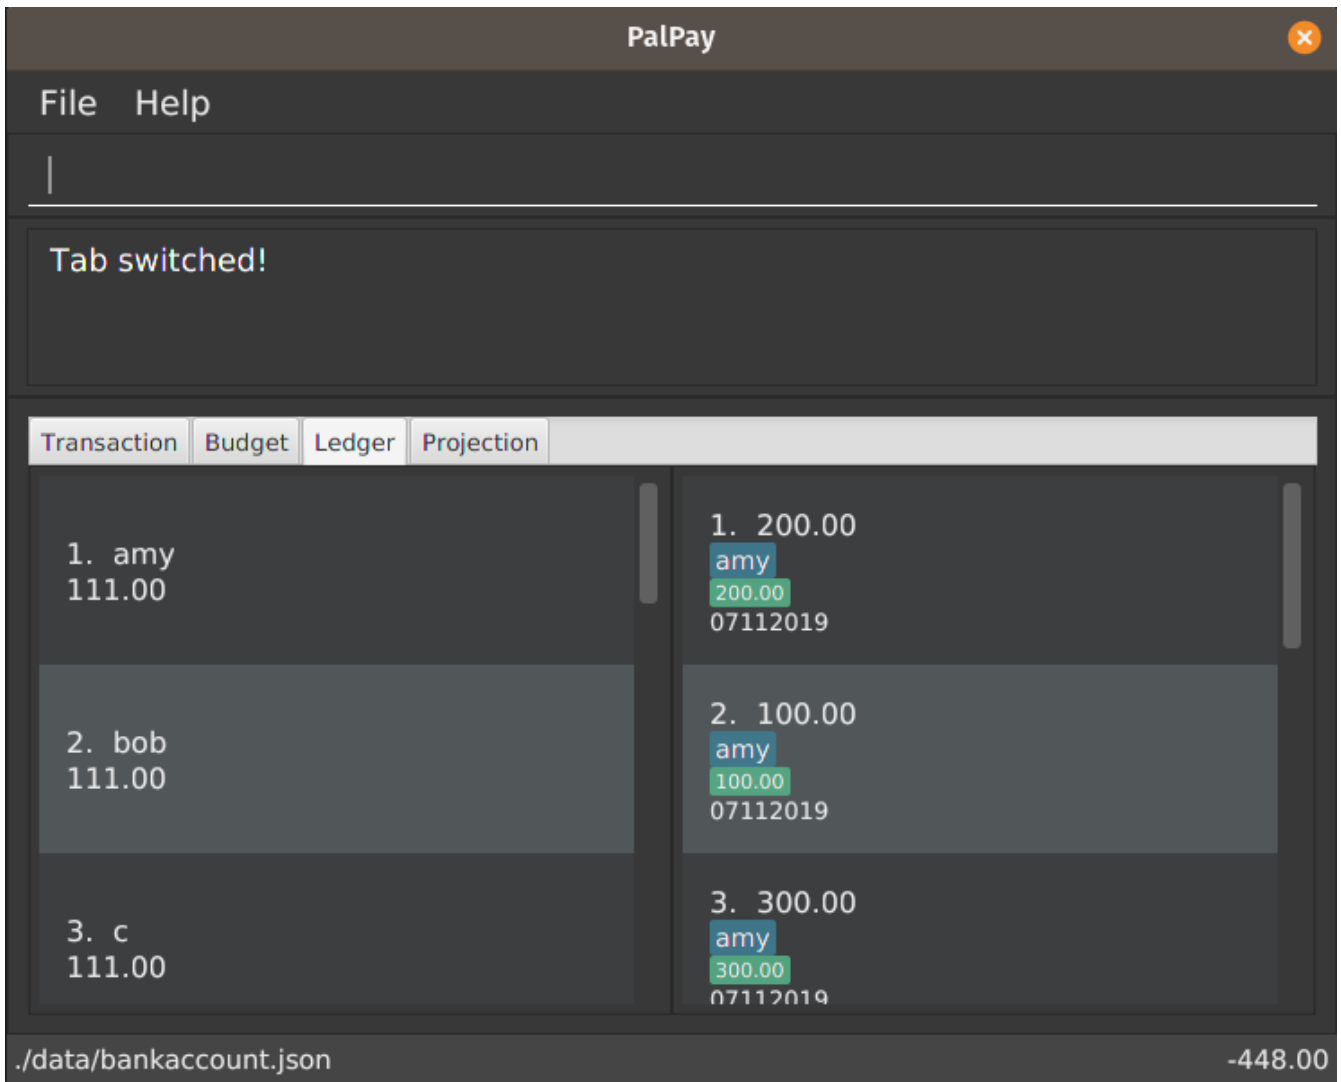 PalPay
File Help
Tab switched!
Transaction Budget Ledger Projection
1. amy
111.00
2. bob
111.00
3. c
111.00
1. 200.00
amy
200.00
07112019
2. 100.00
amy
100.00
07112019
3. 300.00
amy
300.00
07112019
./data/bankaccount.json -448.00